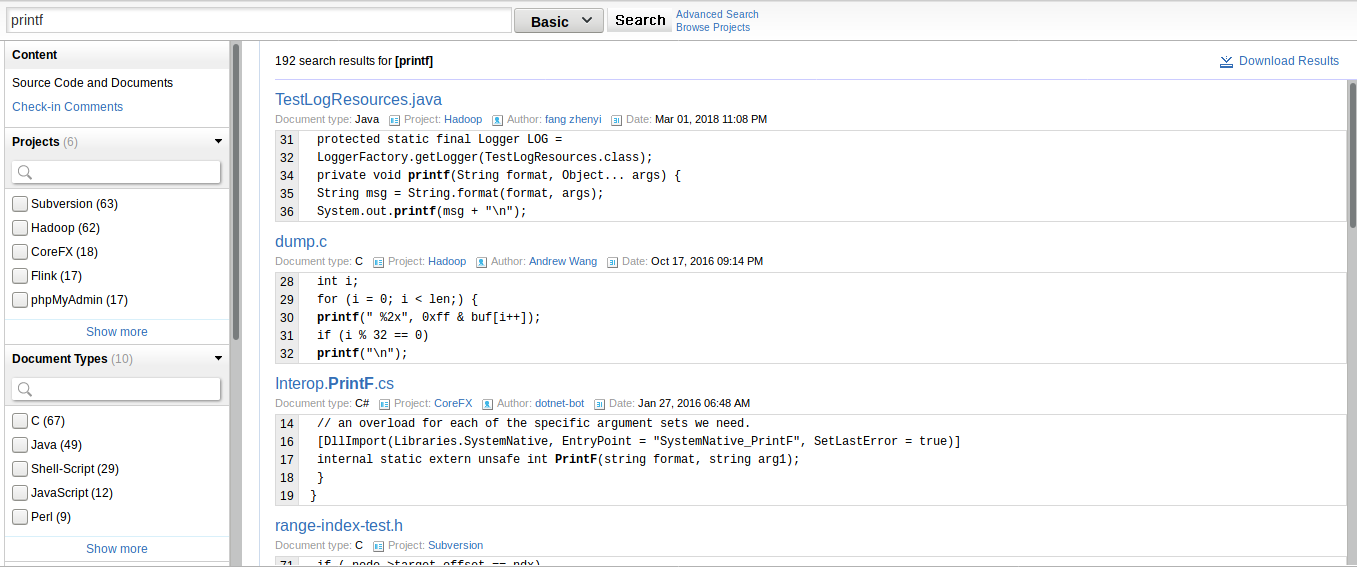 printf
Basic
Search
Advanced Search
Browse Projects
Content
Source Code and Documents
Check-in Comments
Projects (6)
Subversion (63)
Hadoop (62)
CoreFX (18)
Flink (17)
phpMyAdmin (17)
Show more
Document Types (10)
C (67)
Java (49)
Shell-Script (29)
JavaScript (12)
Perl (9)
Show more
192 search results for [printf]
Download Results
TestLogResources.java
Document type: Java Project: Hadoop Author: fang zhenyi Date: Mar 01, 2018 11:08 PM
31 protected static final Logger LOG =
32 LoggerFactory.getLogger(TestLogResources.class);
34 private void printf(String format, Object... args) {
35 String msg = String.format(format, args);
36 System.out.printf(msg + "\n");
dump.c
Document type: C Project: Hadoop Author: Andrew Wang Date: Oct 17, 2016 09:14 PM
28 int i;
29 for (i = 0; i < len;) {
30 printf(" %2x", 0xff & buf[i++]);
31 if (i % 32 == 0)
32 printf("\n");
Interop.PrintF.cs
Document type: C# Project: CoreFX Author: dotnet-bot Date: Jan 27, 2016 06:48 AM
14 // an overload for each of the specific argument sets we need.
16 [DllImport(Libraries.SystemNative, EntryPoint = "SystemNative_PrintF", SetLastError = true)]
17 internal static extern unsafe int PrintF(string format, string arg1);
18 }
19 }
range-index-test.h
Document type: C Project: Subversion
71 if (